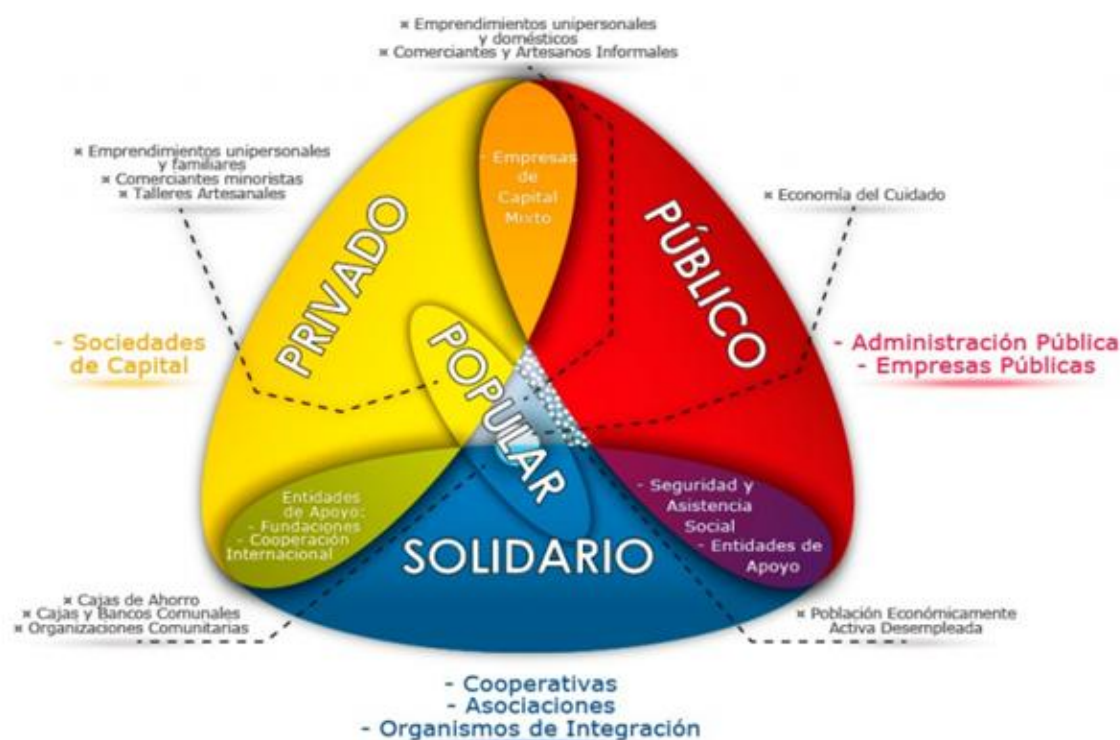 ¤ Emprendimientos unipersonales
y domésticos
¤ Comerciantes y Artesanos Informales
¤ Emprendimientos unipersonales
y familiares
¤ Comerciantes minoristas
¤ Talleres Artesanales
- Empresas
de
Capital
Mixto
¤ Economía del Cuidado
PRIVADO
PÚBLICO
- Sociedades
de Capital
- Administración Pública
- Empresas Públicas
POPULAR
Entidades
de Apoyo:
- Fundaciones
- Cooperación
Internacional
- Seguridad y
Asistencia
Social
- Entidades de
Apoyo
SOLIDARIO
¤ Cajas de Ahorro
¤ Cajas y Bancos Comunales
¤ Organizaciones Comunitarias
¤ Población Económicamente
Activa Desempleada
- Cooperativas
- Asociaciones
- Organismos de Integración